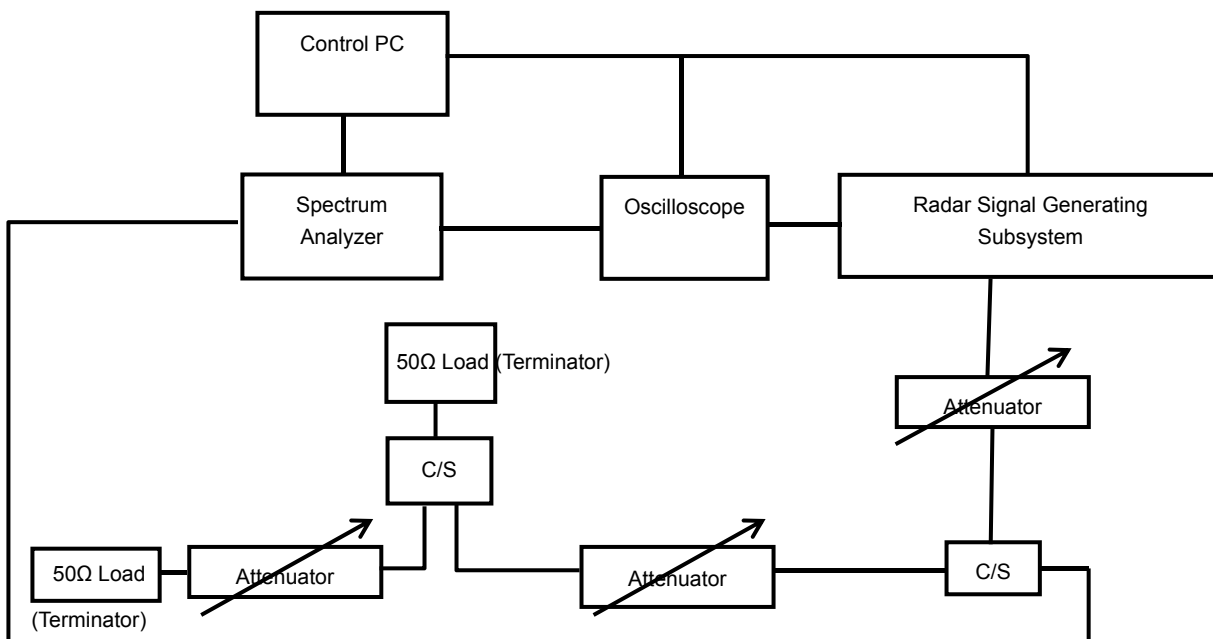 Control PC
Spectrum
Analyzer
Oscilloscope
Radar Signal Generating
Subsystem
50Ω Load (Terminator)
Attenuator
C/S
50Ω Load
(Terminator)
Attenuator
Attenuator
C/S